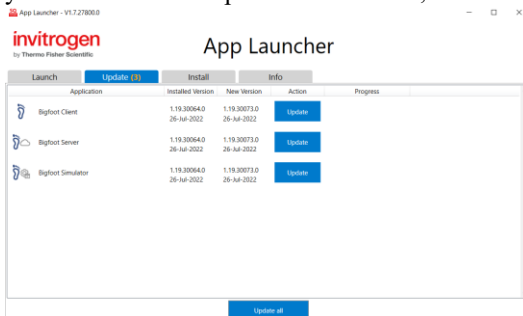 App Launcher - V1.7.27800.0
invitrogen
by Thermo Fisher Scientific
App Launcher
Launch Update (3) Install Info
Application Installed Version New Version Action Progress
Bigfoot Client 1.19.30064.0 1.19.30073.0 Update
26-Jul-2022 26-Jul-2022
Bigfoot Server 1.19.30064.0 1.19.30073.0 Update
26-Jul-2022 26-Jul-2022
Bigfoot Simulator 1.19.30064.0 1.19.30073.0 Update
26-Jul-2022 26-Jul-2022
Update all